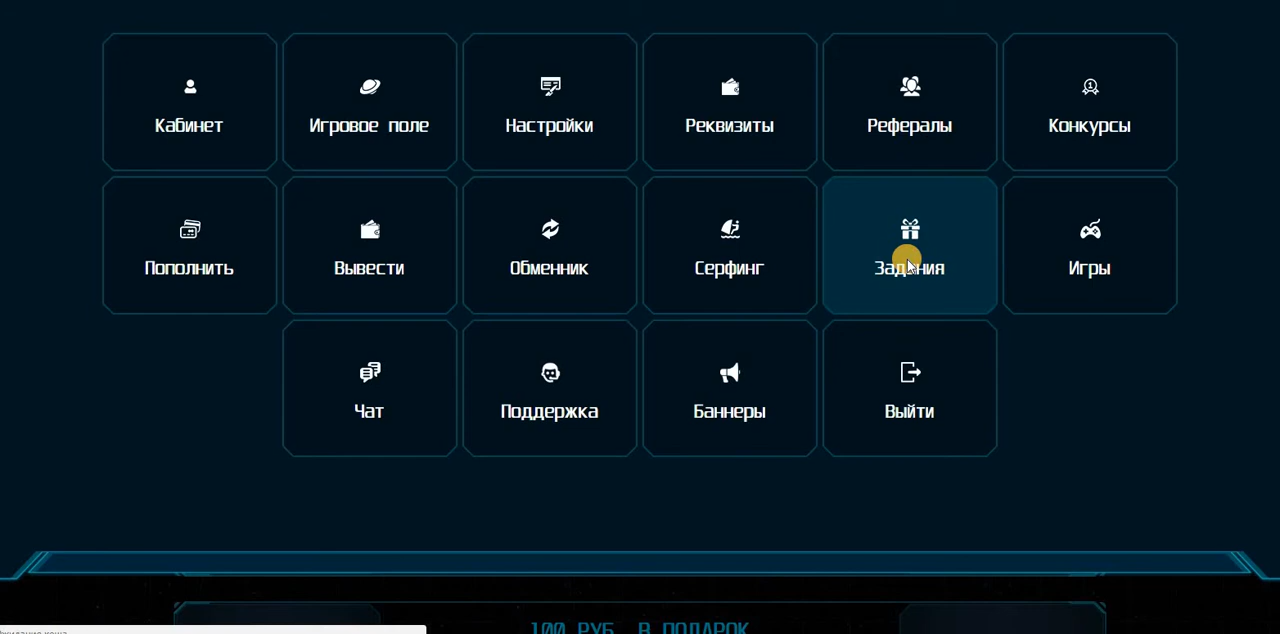 Кабинет
Игровое поле
Настройки
Реквизиты
Рефералы
Конкурсы
Пополнить
Вывести
Обменник
Серфинг
Задания
Игры
Чат
Поддержка
Баннеры
Выйти
100 РУБ. В ПОДАРОК